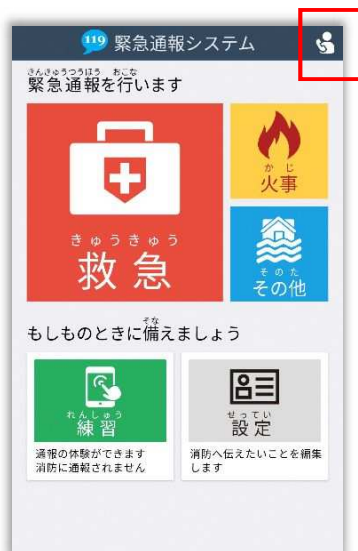 119 緊急通報システム
きんきゅうつうほう おこな
緊急通報を行います
きゅうきゅう
救急
かじ
火事
そのた
その他
そな
もしものときに備えましょう
れんしゅう
練習
通報の体験ができます
消防に通報されません
せってい
設定
消防へ伝えたいことを編集
します